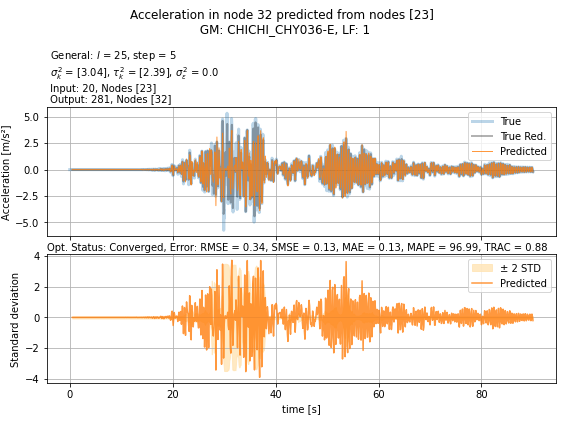 Acceleration in node 32 predicted from nodes [23]
GM: CHICHI_CHY036-E, LF: 1
General: l = 25, step = 5
σ²ₖ = [3.04], τ²ₖ = [2.39], σ²ε = 0.0
Input: 20, Nodes [23]
Output: 281, Nodes [32]
Acceleration [m/s²]
5.0
2.5
0.0
−2.5
−5.0
True
True Red.
Predicted
Opt. Status: Converged, Error: RMSE = 0.34, SMSE = 0.13, MAE = 0.13, MAPE = 96.99, TRAC = 0.88
Standard deviation
4
2
0
−2
−4
± 2 STD
Predicted
0 20 40 60 80
time [s]